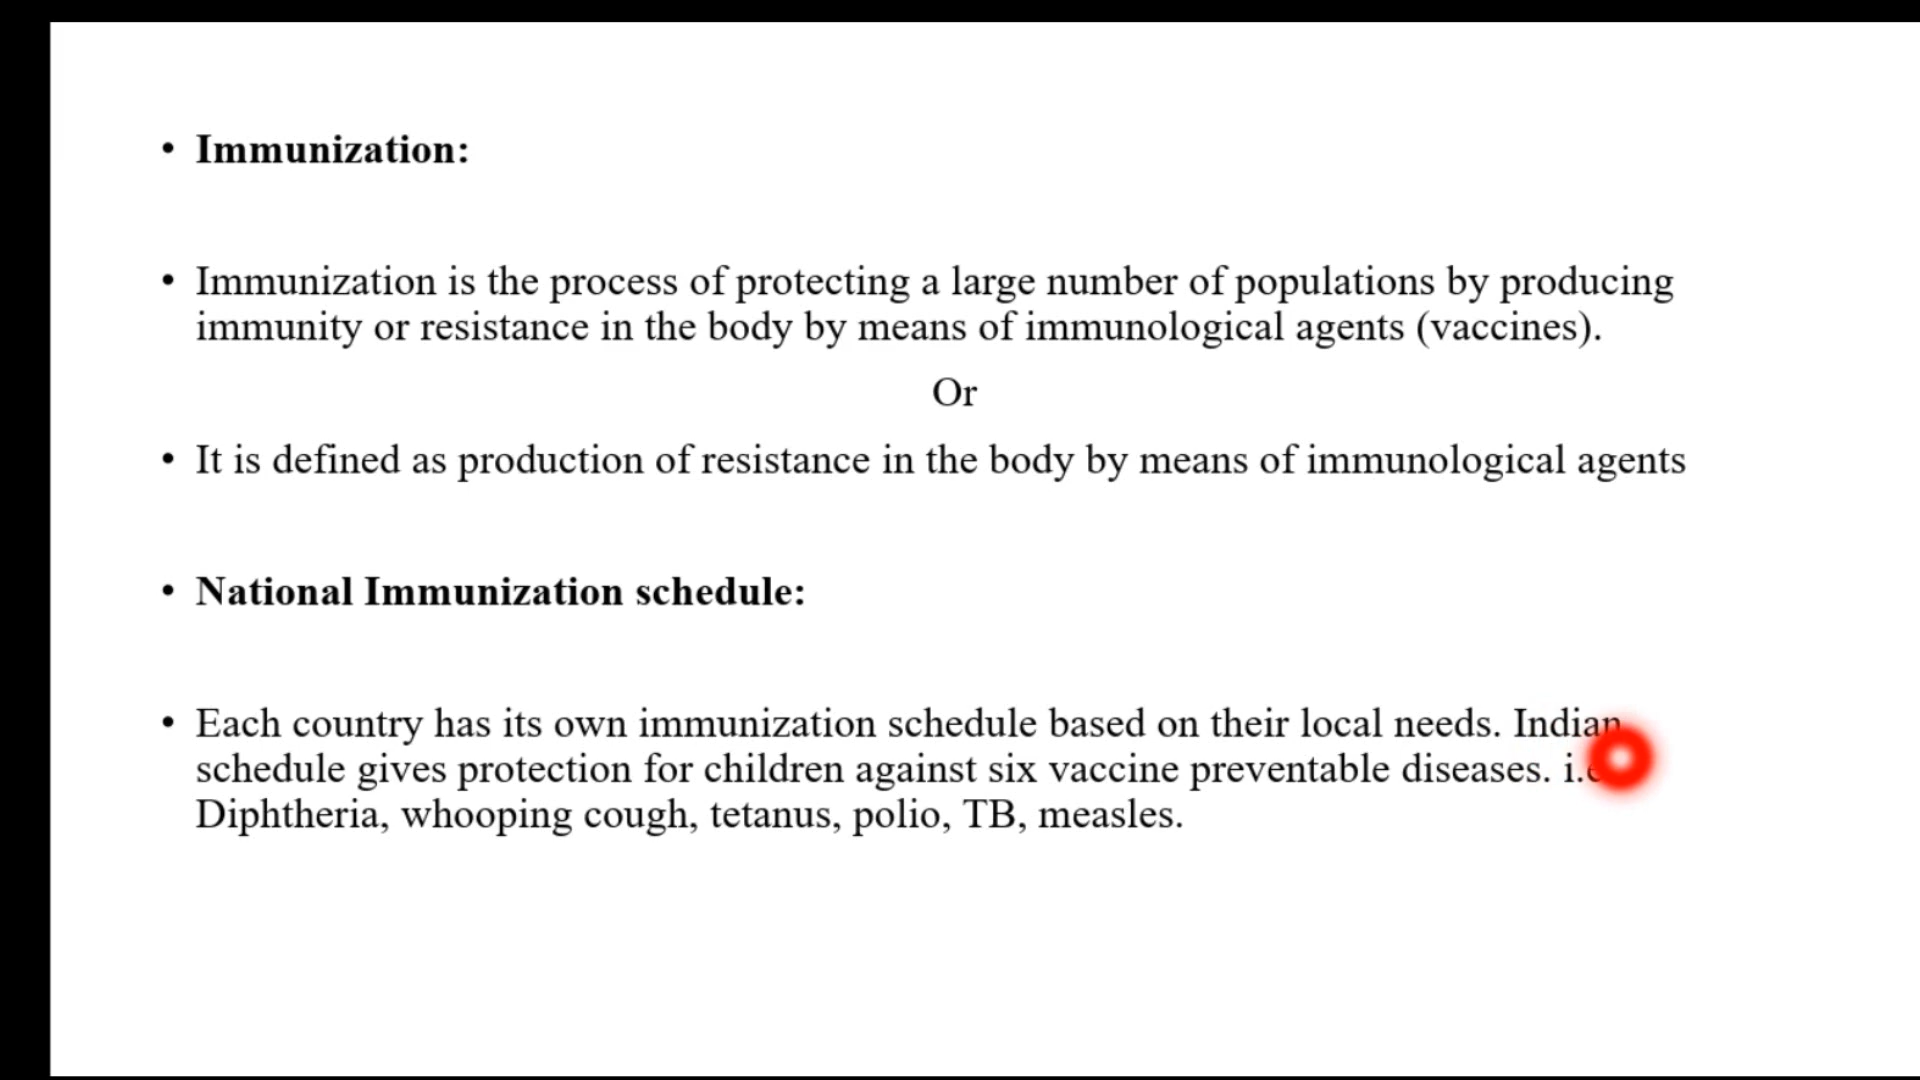 • Immunization:
• Immunization is the process of protecting a large number of populations by producing
immunity or resistance in the body by means of immunological agents (vaccines).
Or
• It is defined as production of resistance in the body by means of immunological agents
• National Immunization schedule:
• Each country has its own immunization schedule based on their local needs. Indian
schedule gives protection for children against six vaccine preventable diseases. i.e
Diphtheria, whooping cough, tetanus, polio, TB, measles.